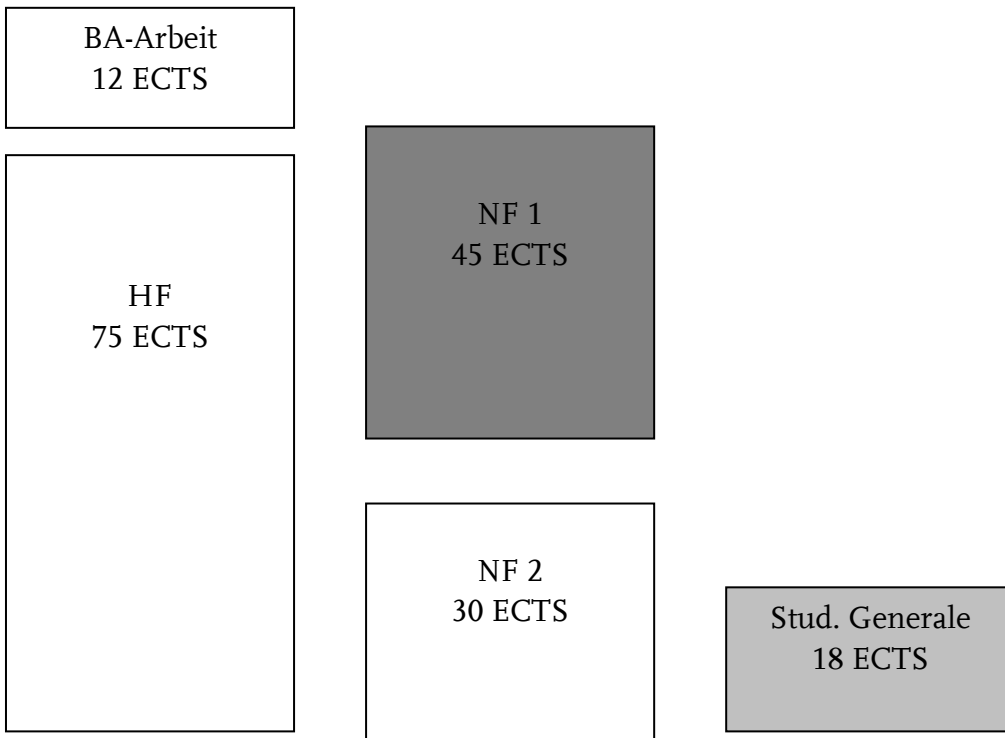 BA-Arbeit
12 ECTS
HF
75 ECTS
NF 1
45 ECTS
NF 2
30 ECTS
Stud. Generale
18 ECTS